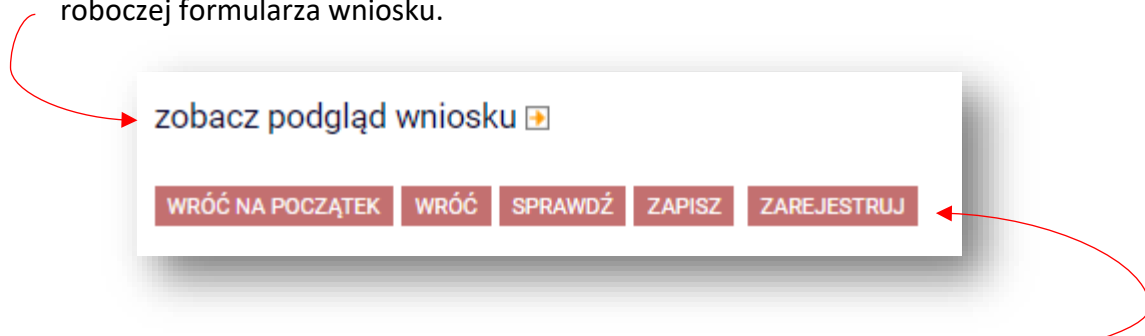 roboczej formularza wniosku.
zobacz podgląd wniosku
WRÓĆ NA POCZĄTEK WRÓĆ SPRAWDŹ ZAPISZ ZAREJESTRUJ